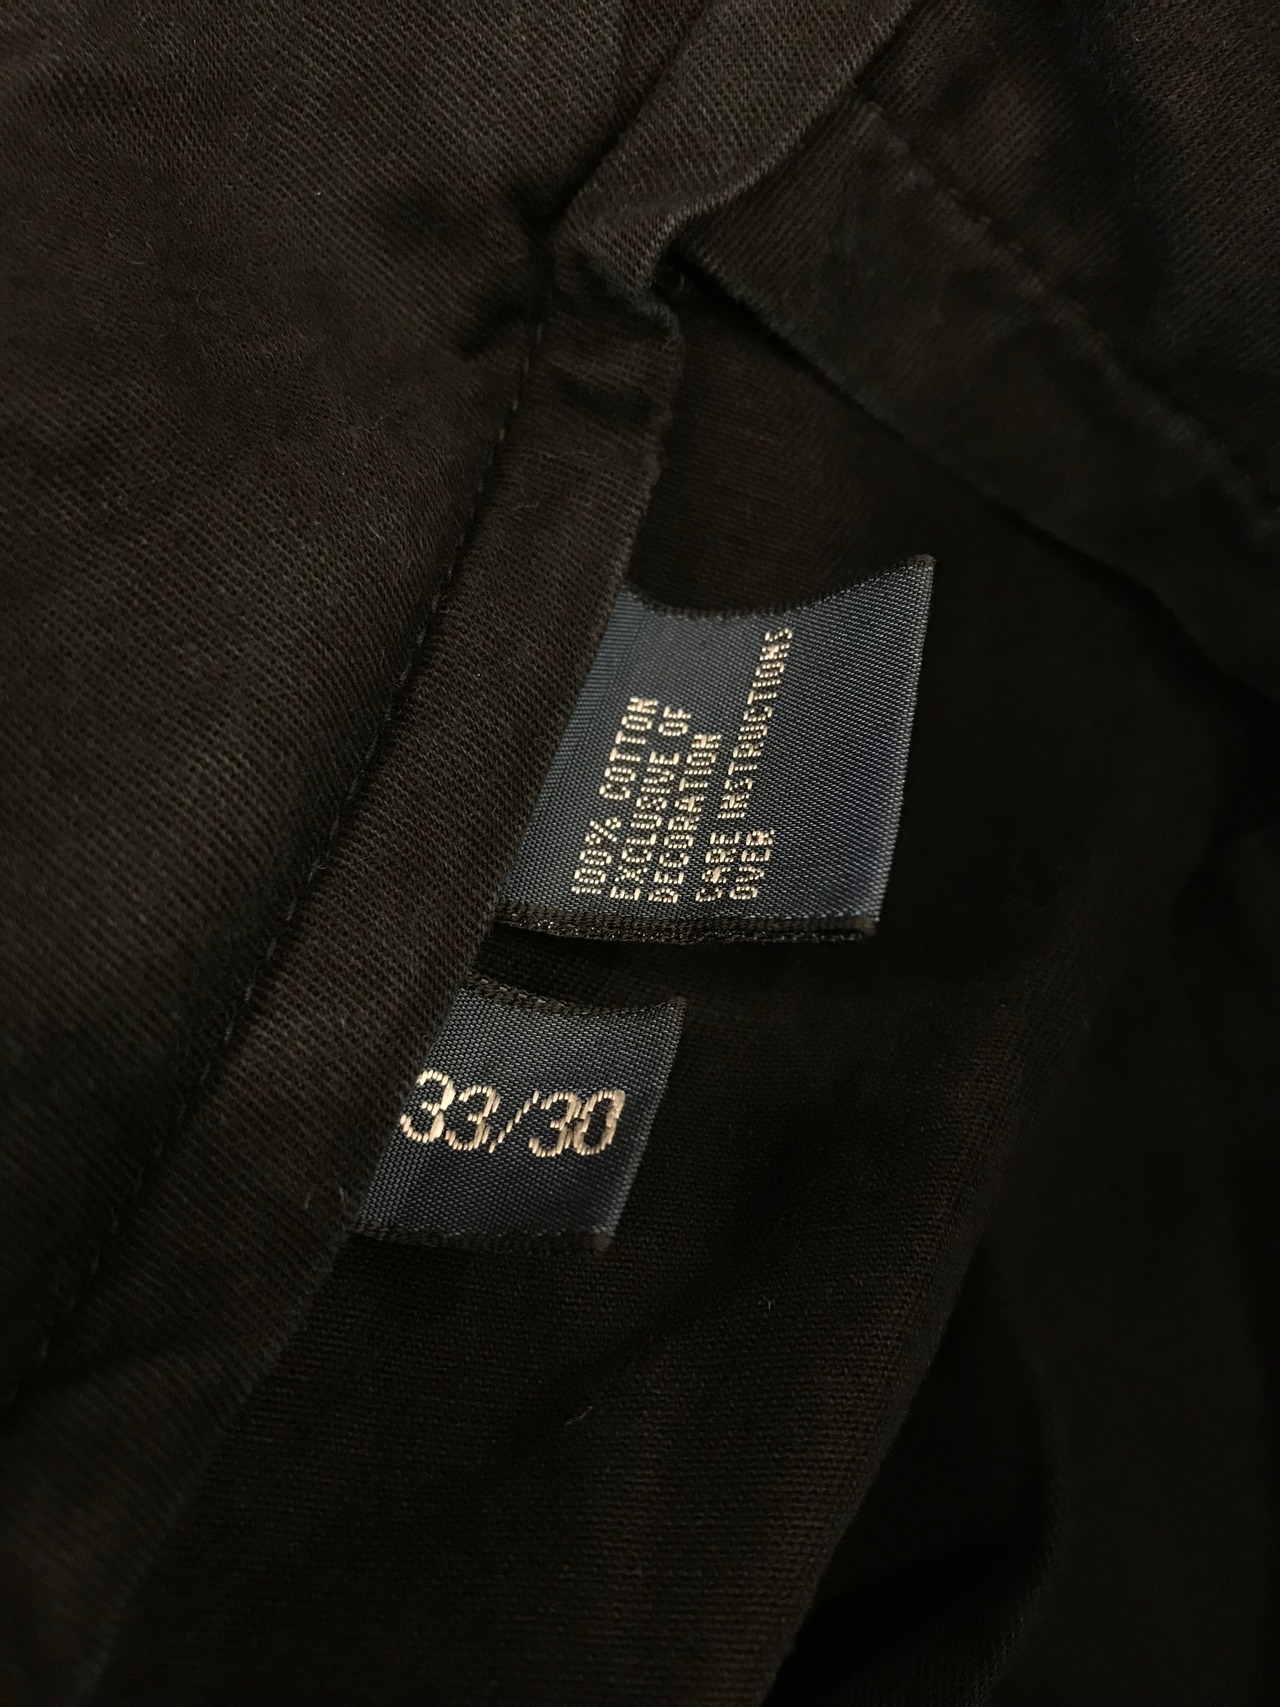 100% COTTON
EXCLUSIVE OF
DECORATION
CARE INSTRUCTIONS
OVER
33/30